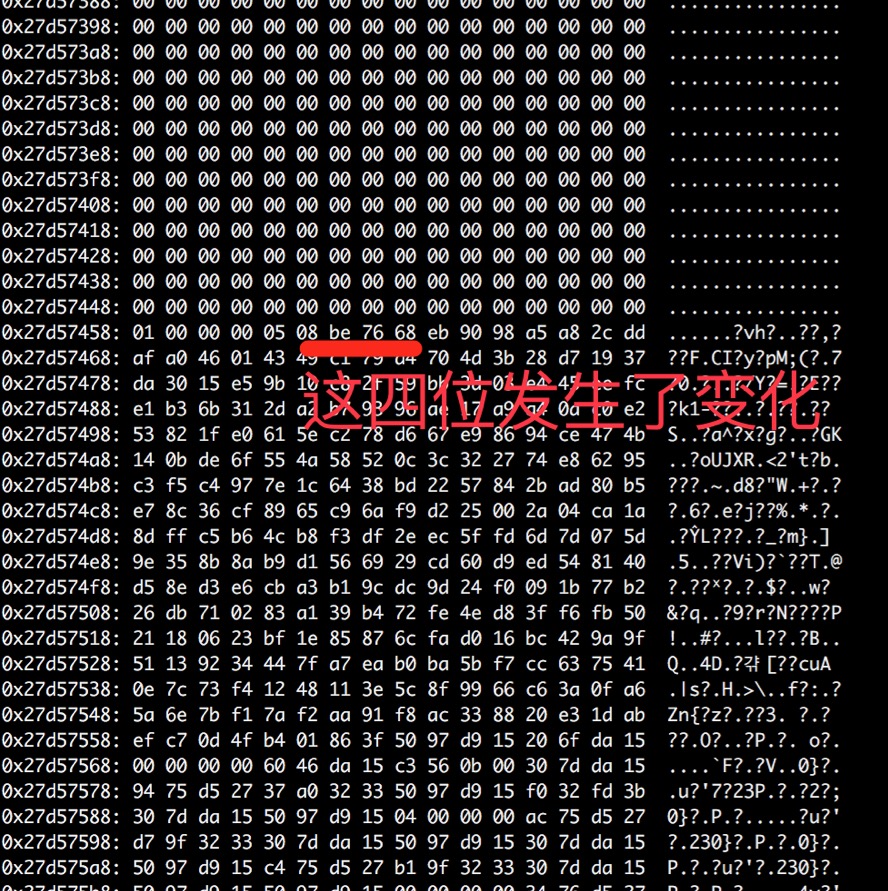 0x27d57388: 00 00 00 00 00 00 00 00 00 00 00 00 00 00 00 00 ................
0x27d57398: 00 00 00 00 00 00 00 00 00 00 00 00 00 00 00 00 ................
0x27d573a8: 00 00 00 00 00 00 00 00 00 00 00 00 00 00 00 00 ................
0x27d573b8: 00 00 00 00 00 00 00 00 00 00 00 00 00 00 00 00 ................
0x27d573c8: 00 00 00 00 00 00 00 00 00 00 00 00 00 00 00 00 ................
0x27d573d8: 00 00 00 00 00 00 00 00 00 00 00 00 00 00 00 00 ................
0x27d573e8: 00 00 00 00 00 00 00 00 00 00 00 00 00 00 00 00 ................
0x27d573f8: 00 00 00 00 00 00 00 00 00 00 00 00 00 00 00 00 ................
0x27d57408: 00 00 00 00 00 00 00 00 00 00 00 00 00 00 00 00 ................
0x27d57418: 00 00 00 00 00 00 00 00 00 00 00 00 00 00 00 00 ................
0x27d57428: 00 00 00 00 00 00 00 00 00 00 00 00 00 00 00 00 ................
0x27d57438: 00 00 00 00 00 00 00 00 00 00 00 00 00 00 00 00 ................
0x27d57448: 00 00 00 00 00 00 00 00 00 00 00 00 00 00 00 00 ................
0x27d57458: 01 00 00 00 05 08 be 76 68 eb 90 98 a5 a8 2c dd ......?vh?..??,?
0x27d57468: af a0 46 01 43 49 79 04 70 4d 3b 28 d7 19 37 ??F.CI?y?pM;(?.7
0x27d57478: da 30 15 e5 9b
这四位发生了变化
0x27d57488: e1 b3 6b 31 2d e2
0x27d57498: 53 82 1f e0 61 5e c2 78 d6 67 e9 86 94 ce 47 4b S..?a^?x?g?...?GK
0x27d574a8: 14 0b de 6f 55 4a 58 52 0c 3c 32 27 74 e8 62 95 ..?oUJXR.<2't?b.
0x27d574b8: c3 f5 c4 97 7e 1c 64 38 bd 22 57 84 2b ad 80 b5 ???.~.d8?"W.+?.?
0x27d574c8: e7 8c 36 cf 89 65 c9 6a f9 d2 25 00 2a 04 ca 1a ?.6?.e?j??%.*.?.
0x27d574d8: 8d ff c5 b6 4c b8 f3 df 2e ec 5f fd 6d 7d 07 5d .?ŶL???.?_?m}.]
0x27d574e8: 9e 35 8b 8a b9 d1 56 69 29 cd 60 d9 ed 54 81 40 .5..??Vi)?`??T.@
0x27d574f8: d5 8e d3 e6 cb a3 b1 9c dc 9d 24 f0 09 1b 77 b2 ?.??ˣ?.?.$?..w?
0x27d57508: 26 db 71 02 83 a1 39 b4 72 fe 4e d8 3f f6 fb 50 &?q..?9?r?N????P
0x27d57518: 21 18 06 23 bf 1e 85 87 6c fa d0 16 bc 42 9a 9f !..#?...l??.?B..
0x27d57528: 51 13 92 34 44 7f a7 ea b0 ba 5b f7 cc 63 75 41 Q..4D.?갺[??cuA
0x27d57538: 0e 7c 73 f4 12 48 11 3e 5c 8f 99 66 c6 3a 0f a6 .|s?.H.>\..f?:.?
0x27d57548: 5a 6e 7b f1 7a f2 aa 91 f8 ac 33 88 20 e3 1d ab Zn{?z?.??3. ?.?
0x27d57558: ef c7 0d 4f b4 01 86 3f 50 97 d9 15 20 6f da 15 ??.O?..?P.?. o?.
0x27d57568: 00 00 00 00 60 46 da 15 c3 56 0b 00 30 7d da 15 ....`F?.?V..0}?.
0x27d57578: 94 75 d5 27 37 a0 32 33 50 97 d9 15 f0 32 fd 3b .u?'7?23P.?.?2?;
0x27d57588: 30 7d da 15 50 97 d9 15 04 00 00 00 ac 75 d5 27 0}?.P.?.....?u?'
0x27d57598: d7 9f 32 33 30 7d da 15 50 97 d9 15 30 7d da 15 ?.230}?.P.?.0}?.
0x27d575a8: 50 97 d9 15 c4 75 d5 27 b1 9f 32 33 30 7d da 15 P.?.?u?'?.230}?.